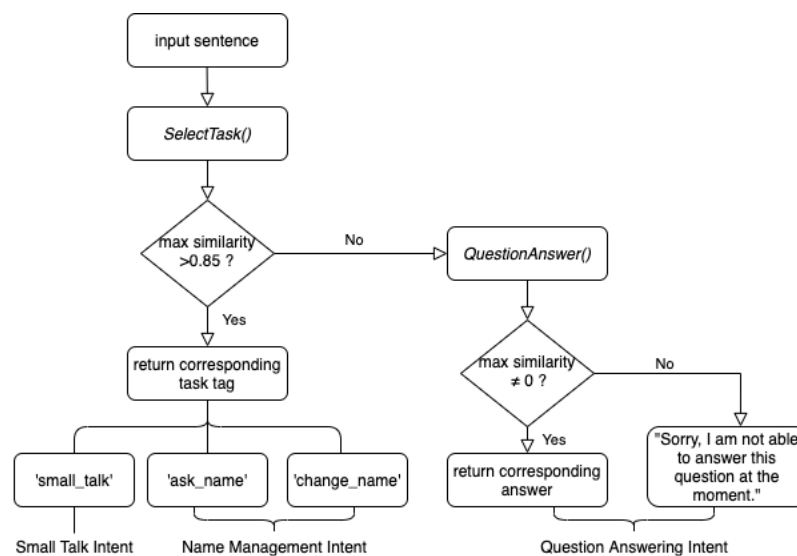 input sentence
SelectTask()
max similarity
>0.85 ?
No
QuestionAnswer()
Yes
return corresponding
task tag
max similarity
≠ 0 ?
No
Yes
'small_talk'
'ask_name'
'change_name'
return corresponding
answer
"Sorry, I am not able
to answer this
question at the
moment."
Small Talk Intent
Name Management Intent
Question Answering Intent